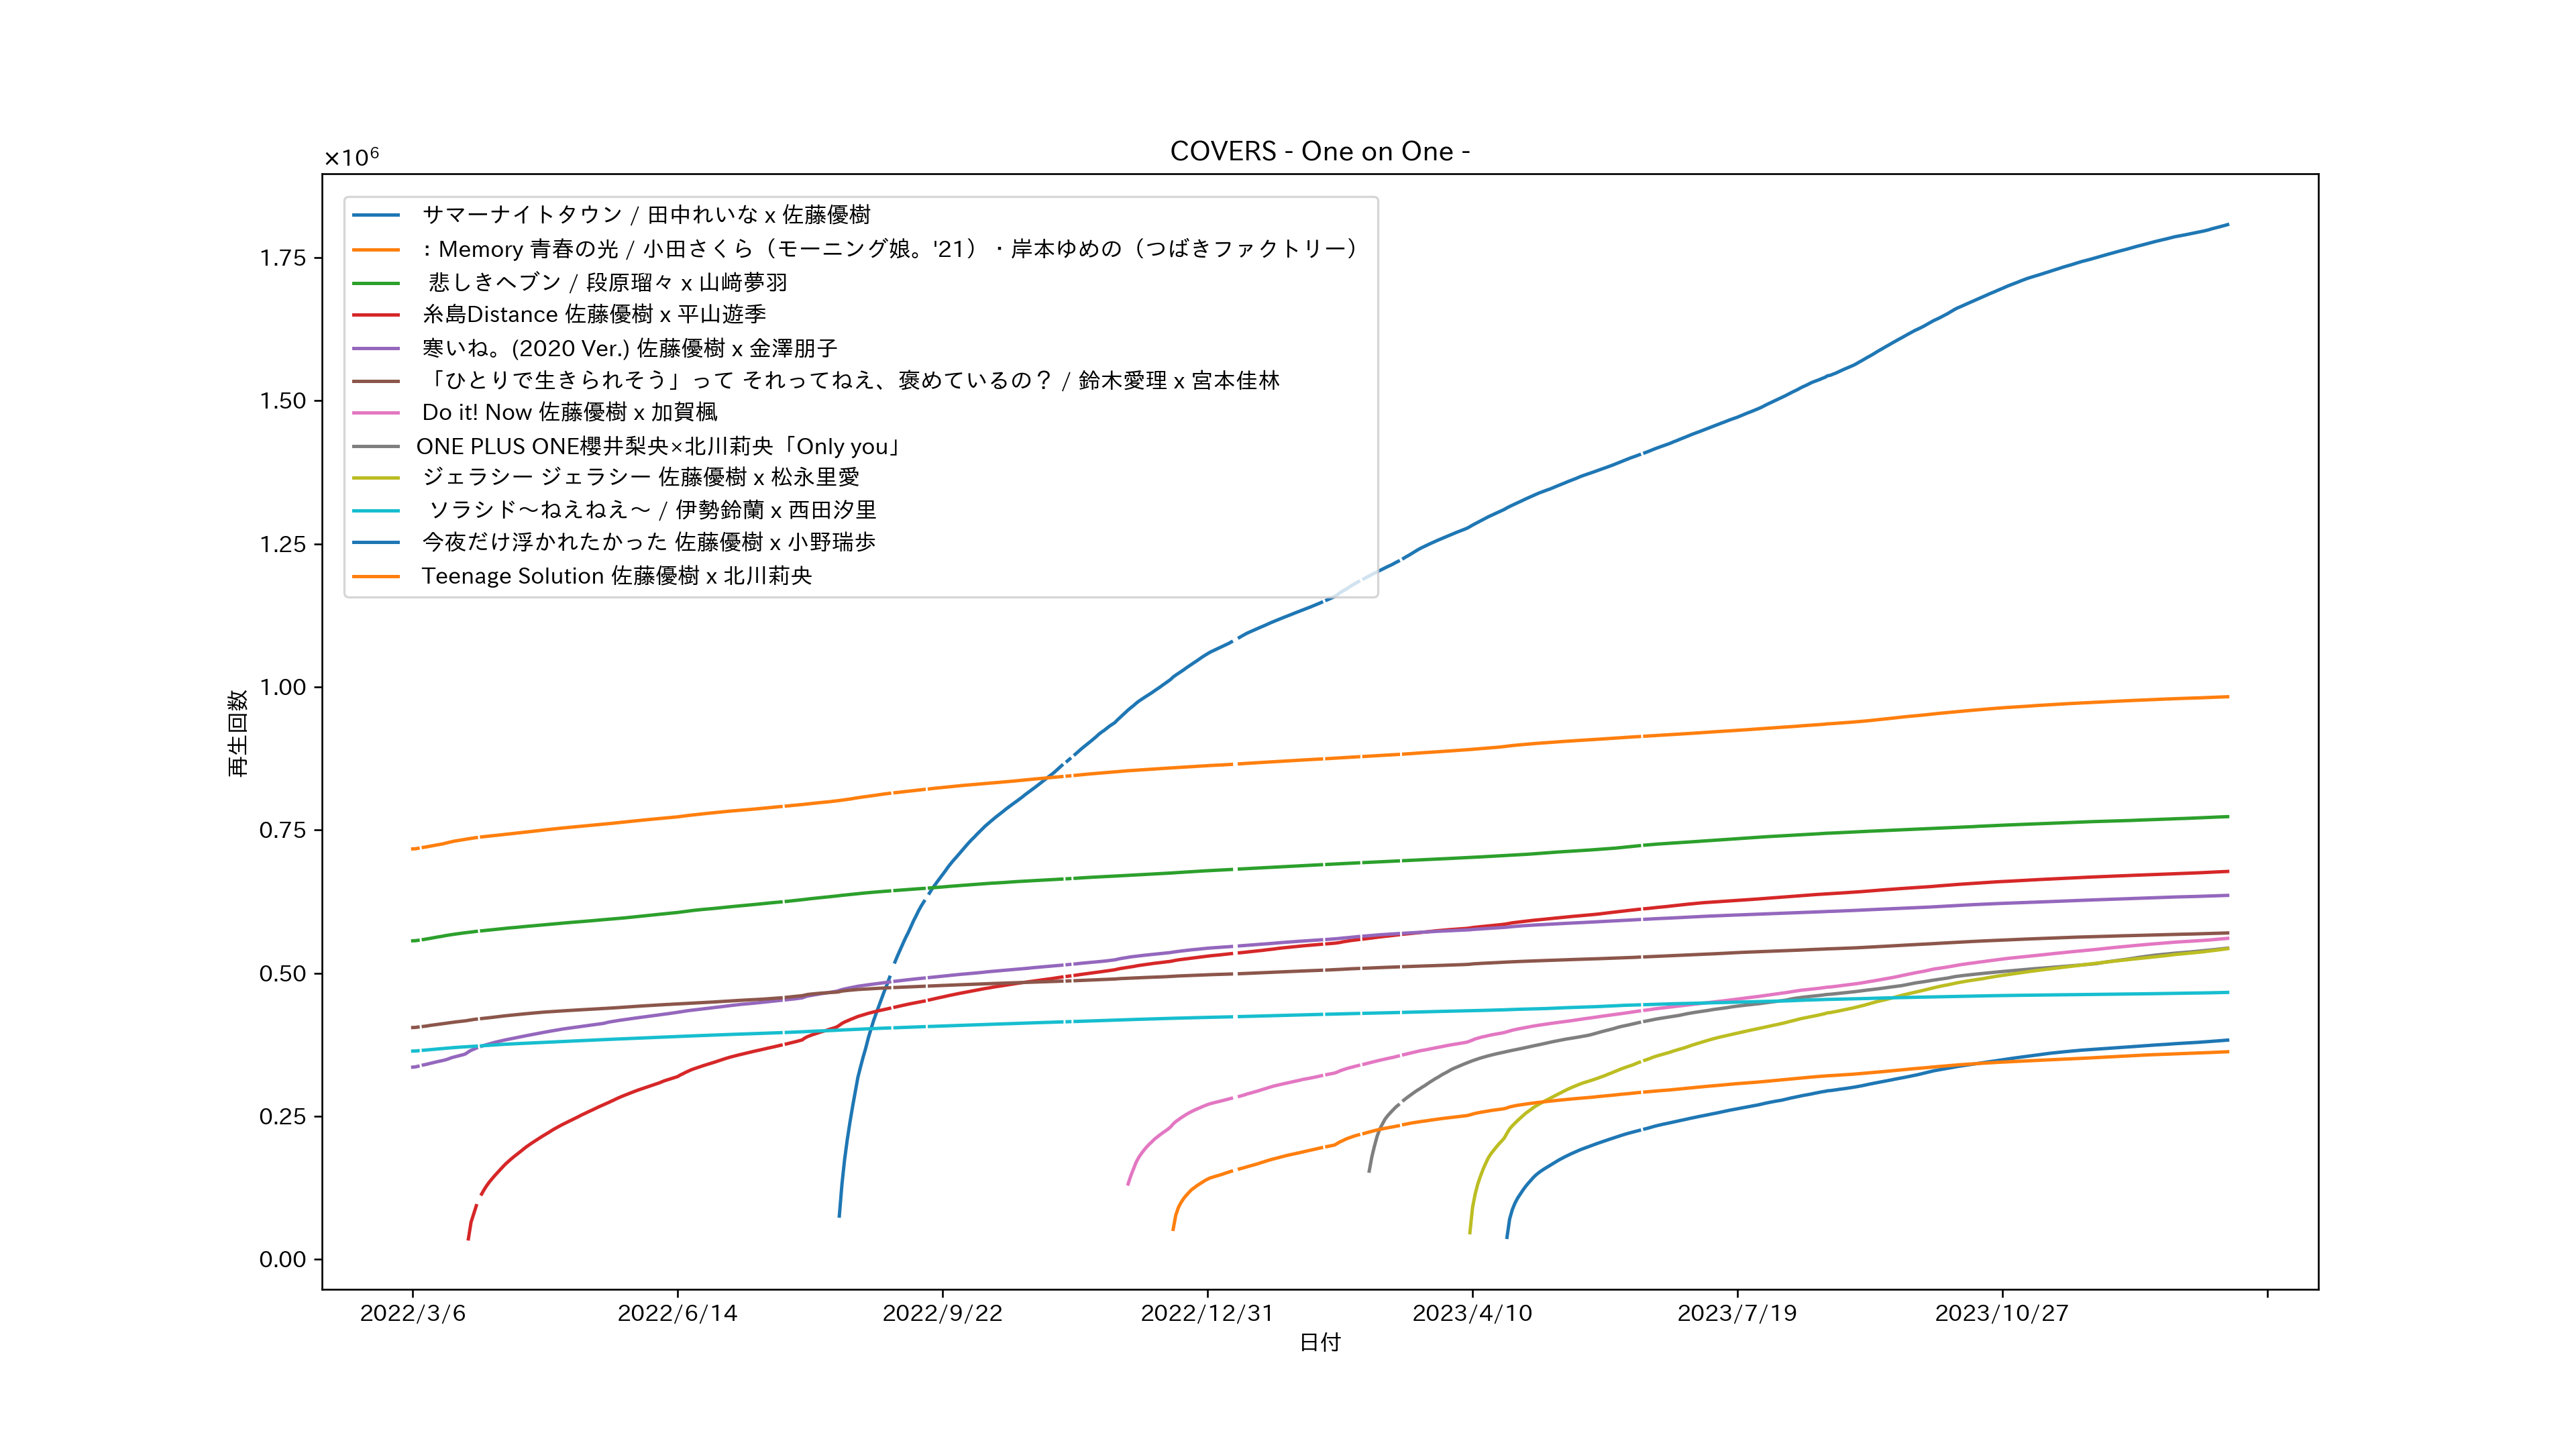 COVERS - One on One -
×10⁶
サマーナイトタウン / 田中れいな x 佐藤優樹
: Memory 青春の光 / 小田さくら（モーニング娘。'21）・岸本ゆめの（つばきファクトリー）
悲しきヘブン / 段原瑠々 x 山﨑夢羽
糸島Distance 佐藤優樹 x 平山遊季
寒いね。(2020 Ver.) 佐藤優樹 x 金澤朋子
「ひとりで生きられそう」って それってねえ、褒めているの？ / 鈴木愛理 x 宮本佳林
Do it! Now 佐藤優樹 x 加賀楓
ONE PLUS ONE櫻井梨央×北川莉央「Only you」
ジェラシー ジェラシー 佐藤優樹 x 松永里愛
ソラシド～ねえねえ～ / 伊勢鈴蘭 x 西田汐里
今夜だけ浮かれたかった 佐藤優樹 x 小野瑞歩
Teenage Solution 佐藤優樹 x 北川莉央
1.75
1.50
1.25
1.00
0.75
0.50
0.25
0.00
再生回数
2022/3/6
2022/6/14
2022/9/22
2022/12/31
2023/4/10
2023/7/19
2023/10/27
日付